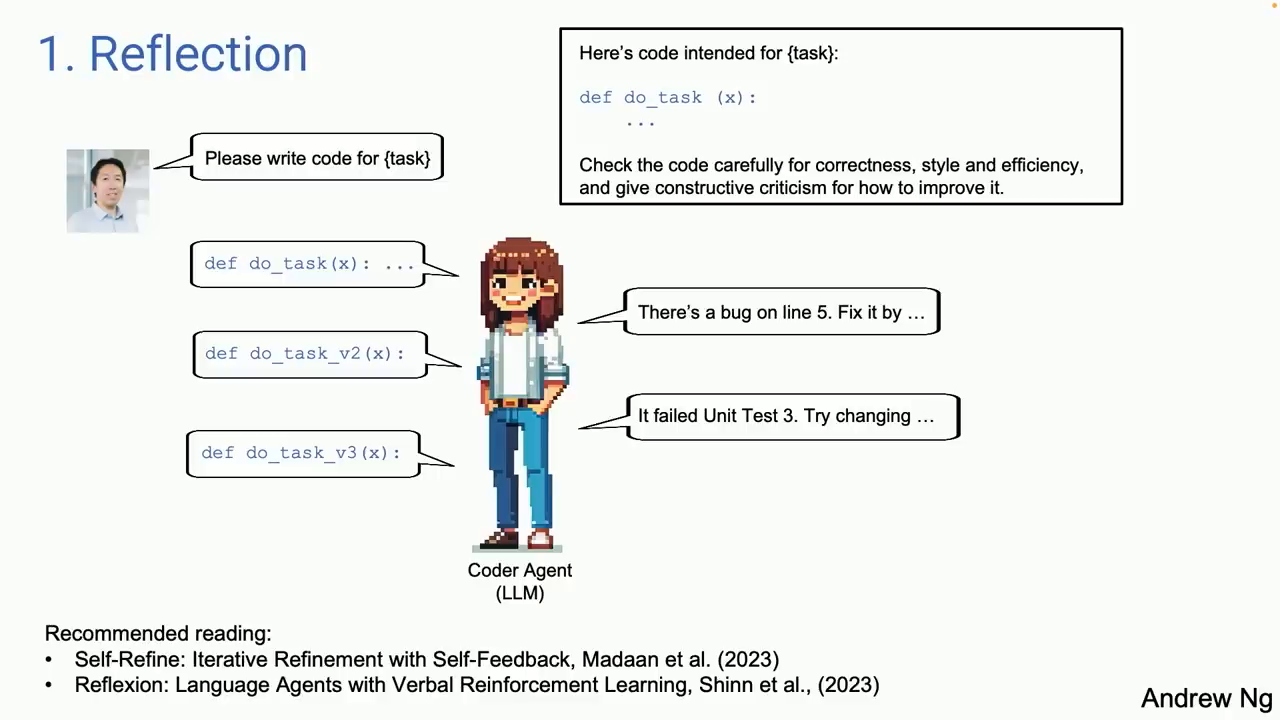 1. Reflection
Please write code for {task}
Here's code intended for {task}:
def do_task (x):
...
Check the code carefully for correctness, style and efficiency,
and give constructive criticism for how to improve it.
def do_task(x): ...
There's a bug on line 5. Fix it by …
def do_task_v2(x):
It failed Unit Test 3. Try changing …
def do_task_v3(x):
Coder Agent
(LLM)
Recommended reading:
• Self-Refine: Iterative Refinement with Self-Feedback, Madaan et al. (2023)
• Reflexion: Language Agents with Verbal Reinforcement Learning, Shinn et al., (2023)
Andrew Ng